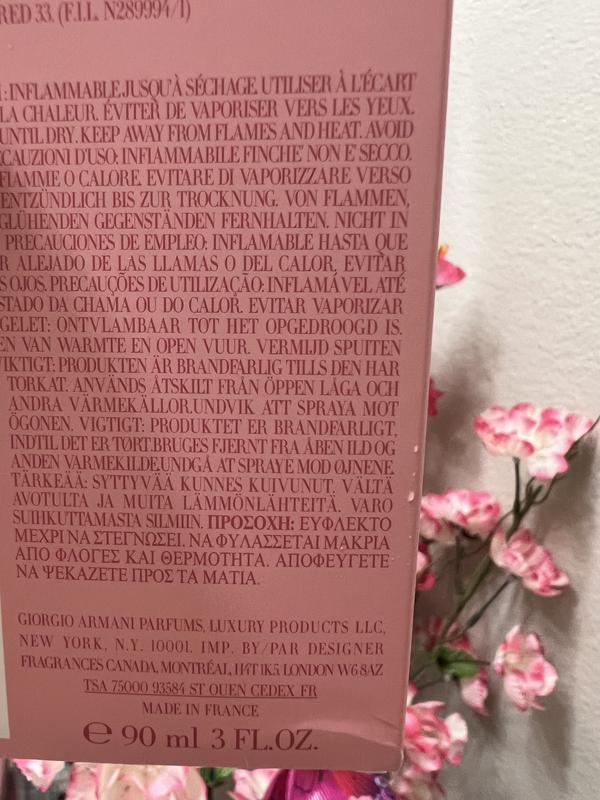 RED 33. (F.I.L. N289994/1)
: INFLAMMABLE JUSQU'À SÉCHAGE UTILISER À L'ÉCART
LA CHALEUR. ÉVITER DE VAPORISER VERS LES YEUX.
UNTIL DRY. KEEP AWAY FROM FLAMES AND HEAT. AVOID
CAUZIONI D'USO: INFIAMMABILE FINCHE' NON E' SECCO.
FIAMME O CALORE. EVITARE DI VAPORIZZARE VERSO
ENTZÜNDLICH BIS ZUR TROCKNUNG. VON FLAMMEN,
GLÜHENDEN GEGENSTÄNDEN FERNHALTEN. NICHT IN
PRECAUCIONES DE EMPLEO: INFLAMABLE HASTA QUE
R ALEJADO DE LAS LLAMAS O DEL CALOR. EVITAR
S OJOS. PRECAUÇÕES DE UTILIZAÇÃO: INFLAMÁVEL ATÉ
STADO DA CHAMA OU DO CALOR. EVITAR VAPORIZAR
GELET: ONTVLAMBAAR TOT HET OPGEDROOGD IS.
EN VAN WARMTE EN OPEN VUUR. VERMIJD SPUITEN
VIKTIGT: PRODUKTEN ÄR BRANDFARLIG TILLS DEN HAR
TORKAT. ANVÄNDS ÅTSKILT FRÅN ÖPPEN LÅGA OCH
ANDRA VÄRMEKÄLLOR.UNDVIK ATT SPRAYA MOT
ÖGONEN. VIGTIGT: PRODUKTET ER BRANDFARLIGT,
INDTIL DET ER TØRT.BRUGES FJERNT FRA ÅBEN ILD OG
ANDEN VARMEKILDE.UNDGÅ AT SPRAYE MOD ØJNENE.
TÄRKEÄÄ: SYTTYVÄÄ KUNNES KUIVUNUT. VÄLTÄ
AVOTULTA JA MUITA LÄMMÖNLÄHTEITÄ. VARO
SUIHKUTTAMASTA SILMIIN. ΠΡΟΣΟΧΗ: ΕΥΦΛΕΚΤΟ
ΜΕΧΡΙ ΝΑ ΣΤΕΓΝΩΣΕΙ. ΝΑ ΦΥΛΑΣΣΕΤΑΙ ΜΑΚΡΙΑ
ΑΠΟ ΦΛΟΓΕΣ ΚΑΙ ΘΕΡΜΟΤΗΤΑ. ΑΠΟΦΕΥΓΕΤΕ
ΝΑ ΨΕΚΑΖΕΤΕ ΠΡΟΣ ΤΑ ΜΑΤΙΑ.
GIORGIO ARMANI PARFUMS, LUXURY PRODUCTS LLC,
NEW YORK, N.Y. 10001. IMP. BY/PAR DESIGNER
FRAGRANCES CANADA, MONTRÉAL, H4T 1K5. LONDON W6 8AZ
TSA 75000 93584 ST OUEN CEDEX FR
MADE IN FRANCE
℮ 90 ml 3 FL.OZ.